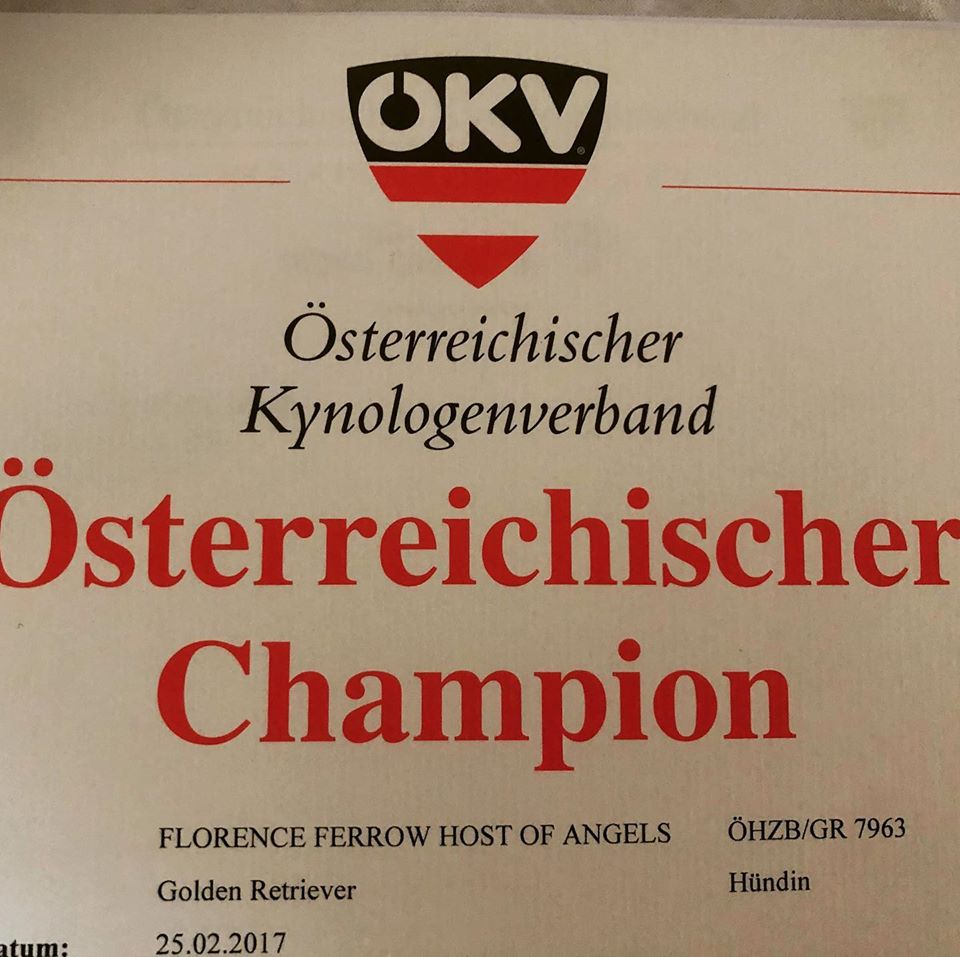 ÖKV
Österreichischer
Kynologenverband
Österreichischer
Champion
FLORENCE FERROW HOST OF ANGELS ÖHZB/GR 7963
Golden Retriever Hündin
atum: 25.02.2017